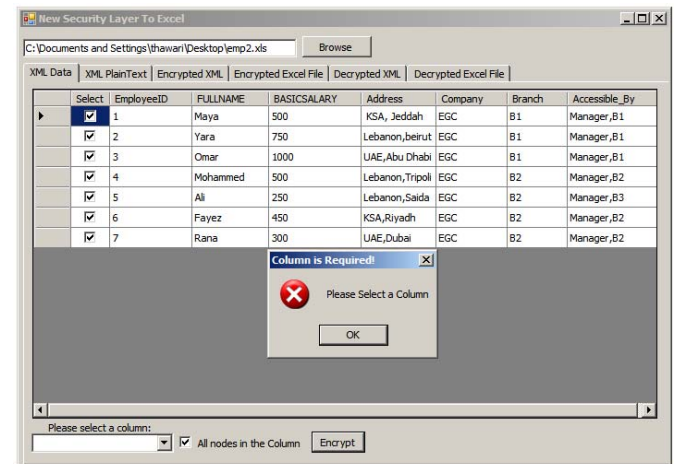 New Security Layer To Excel
C:\Documents and Settings\thawari\Desktop\emp2.xls Browse
XML Data XML PlainText Encrypted XML Encrypted Excel File Decrypted XML Decrypted Excel File
Select EmployeeID FULLNAME BASICSALARY Address Company Branch Accessible_By
1 Maya 500 KSA, Jeddah EGC B1 Manager,B1
2 Yara 750 Lebanon,beirut EGC B1 Manager,B1
3 Omar 1000 UAE,Abu Dhabi EGC B1 Manager,B1
4 Mohammed 500 Lebanon,Tripoli EGC B2 Manager,B2
5 Ali 250 Lebanon,Saida EGC B2 Manager,B3
6 Fayez 450 KSA,Riyadh EGC B2 Manager,B2
7 Rana 300 UAE,Dubai EGC B2 Manager,B2
Column is Required!
Please Select a Column
OK
Please select a column:
All nodes in the Column Encrypt